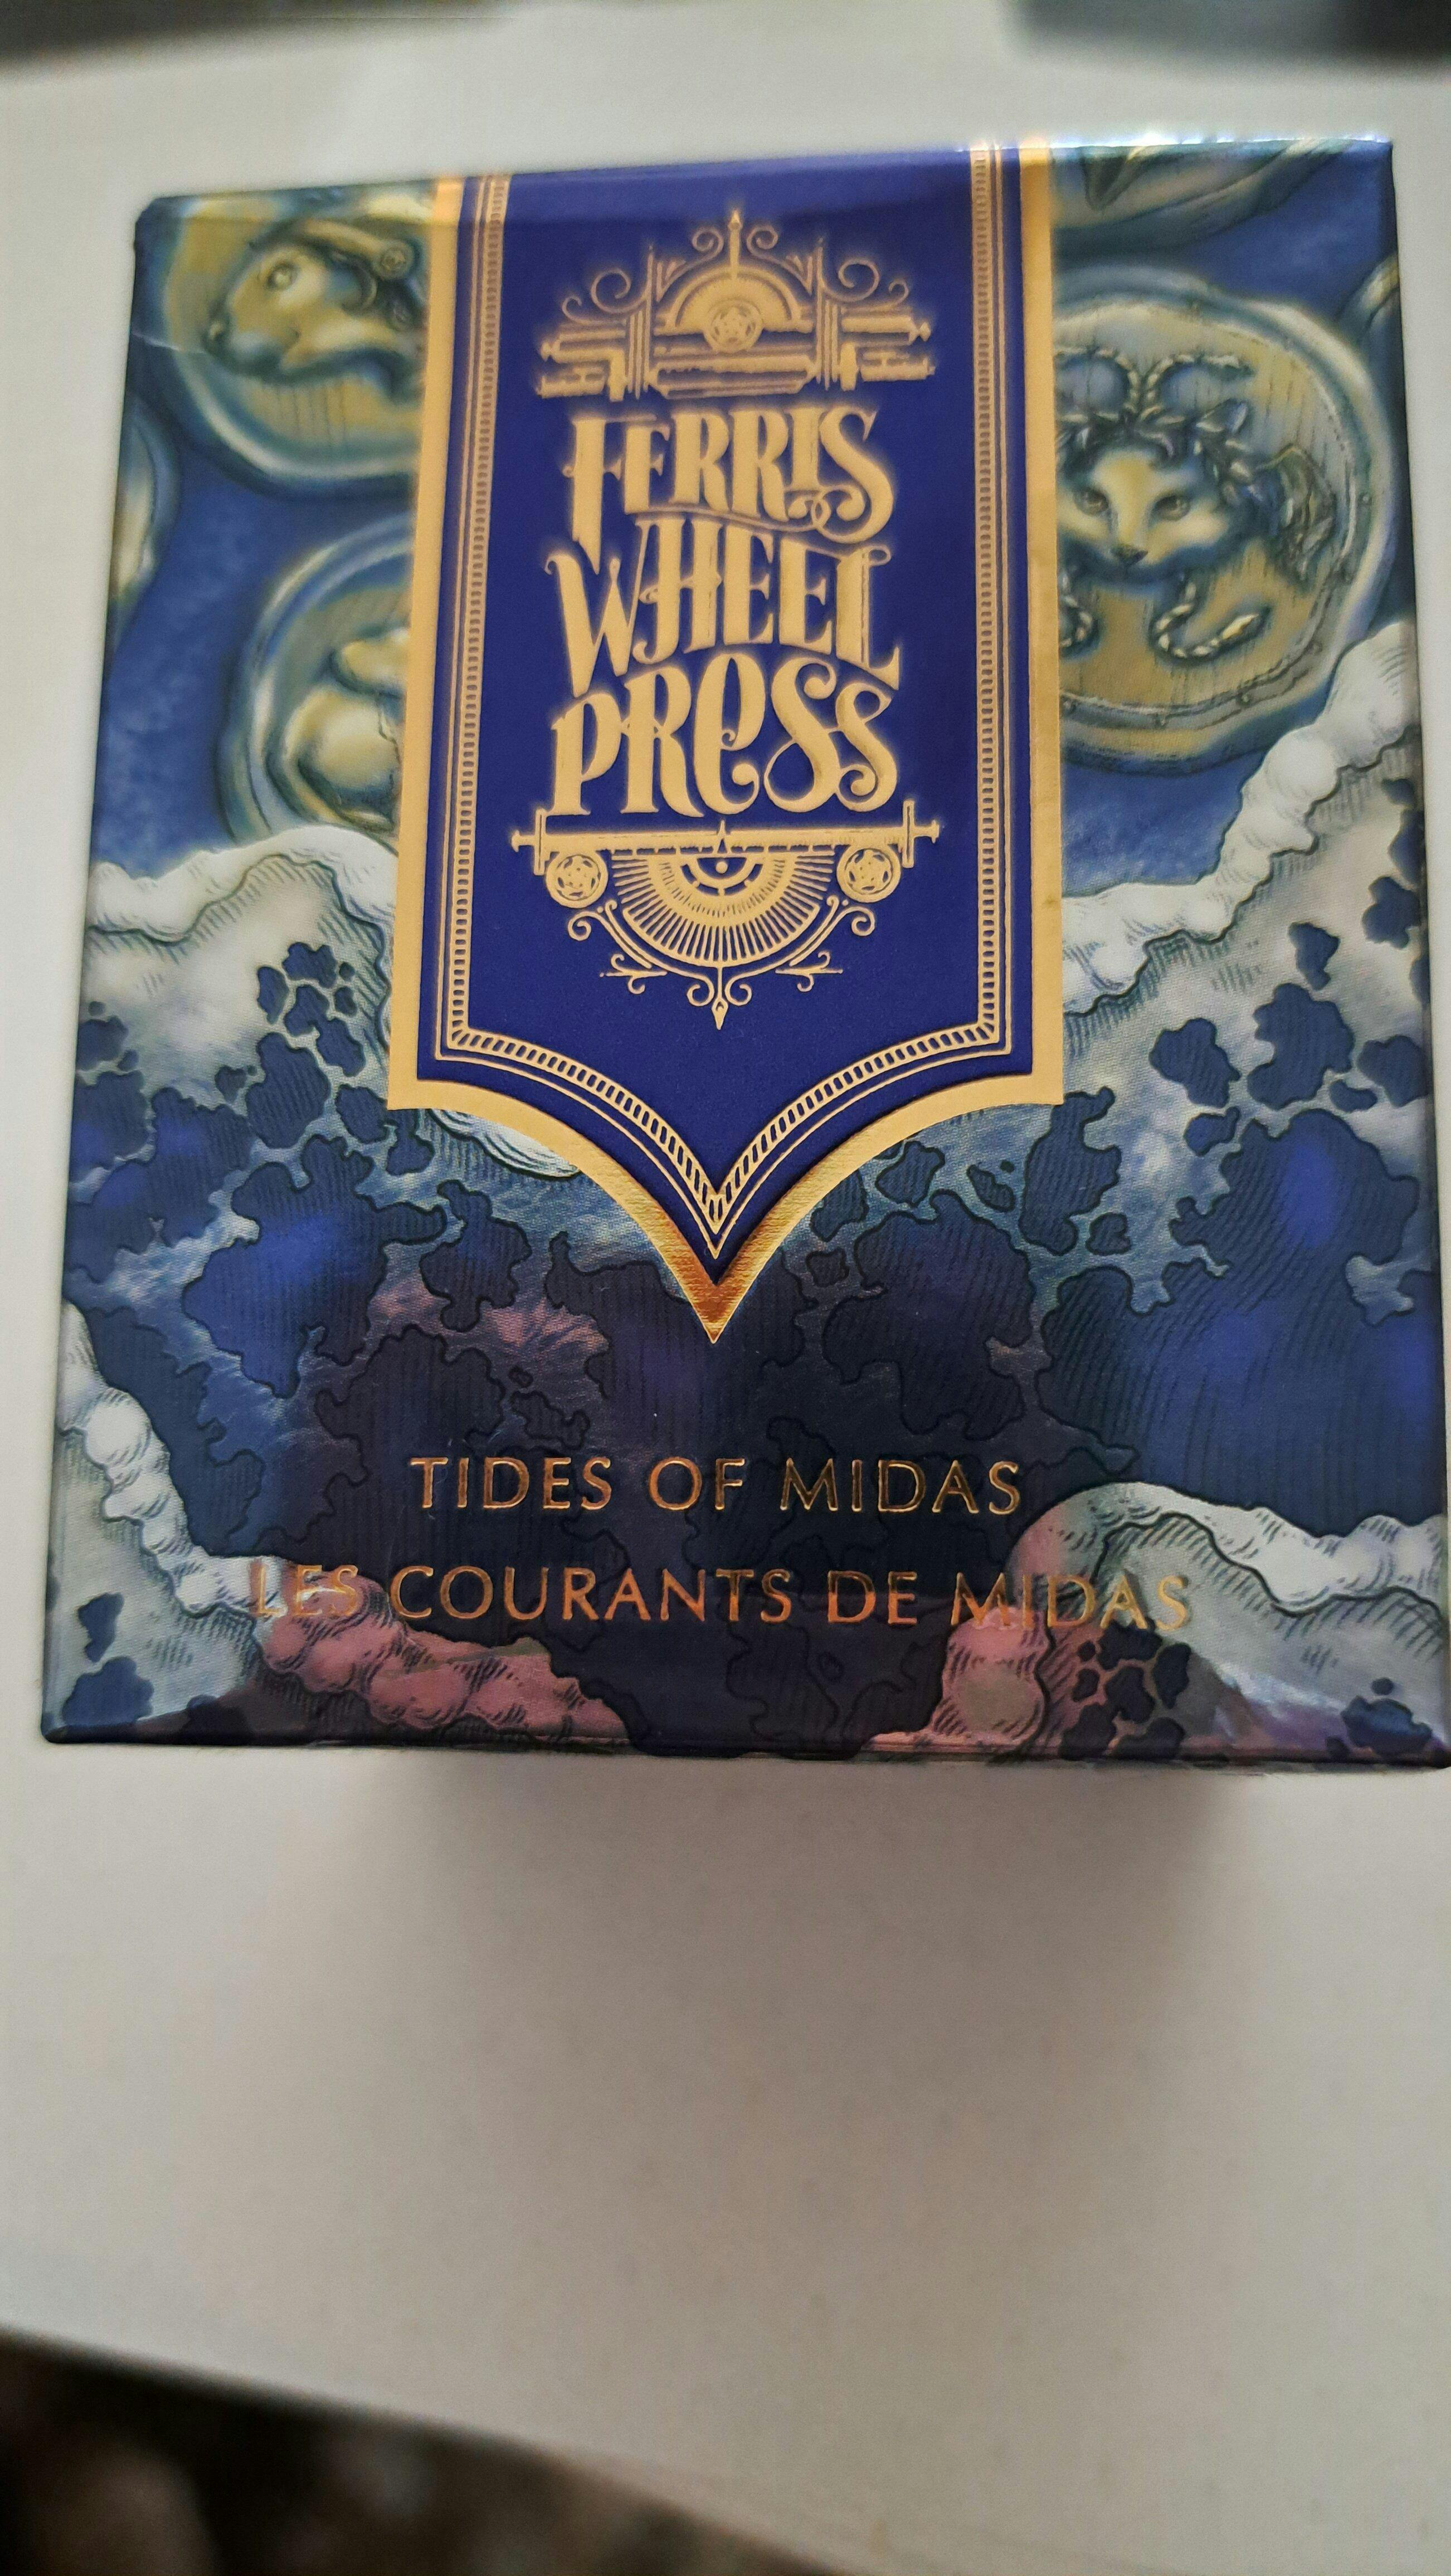 FERRIS
WHEEL
PRESS
TIDES OF MIDAS
LES COURANTS DE MIDAS